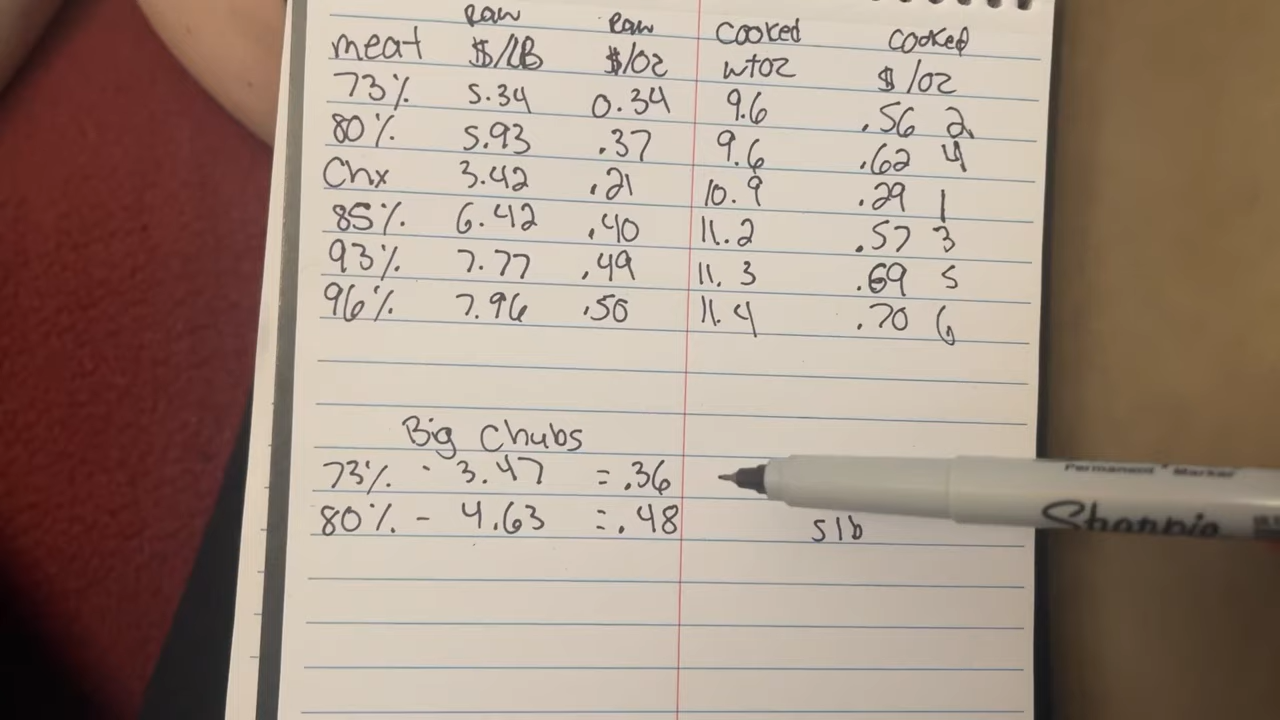 Raw Raw Cooked Cooked
meat $/LB $/oz wtoz $/oz
73% 5.34 0.34 9.6 .56 2
80% 5.93 .37 9.6 .62 4
Chx 3.42 .21 10.9 .29 1
85% 6.42 .40 11.2 .57 3
93% 7.77 .49 11.3 .69 5
96% 7.96 .50 11.4 .70 6
Big Chubs
73% - 3.47 = .36
80% - 4.63 = .48 5lb
Permanent Marker
Sharpie